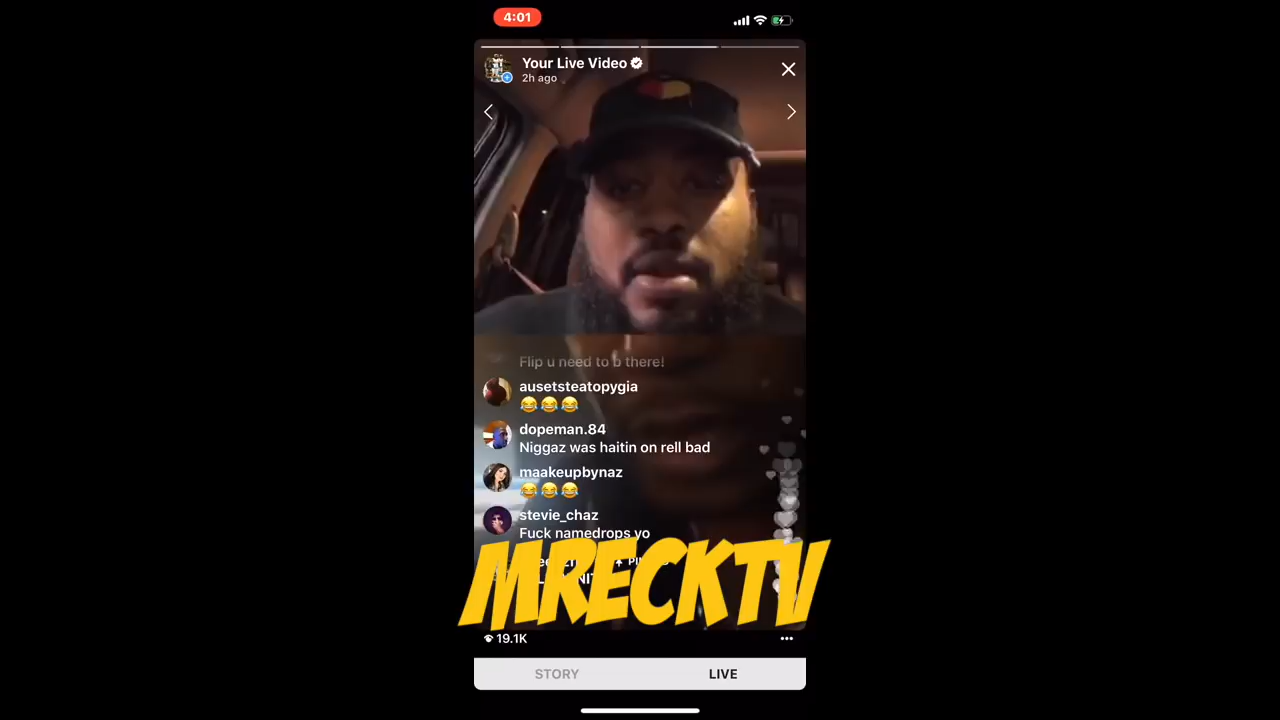 4:01
Your Live Video
2h ago
Flip u need to b there!
ausetsteatopygia
😂😂😂
dopeman.84
Niggaz was haitin on rell bad
maakeupbynaz
😂😂😂
stevie_chaz
Fuck namedrops yo
MRECKTV
19.1K
STORY
LIVE